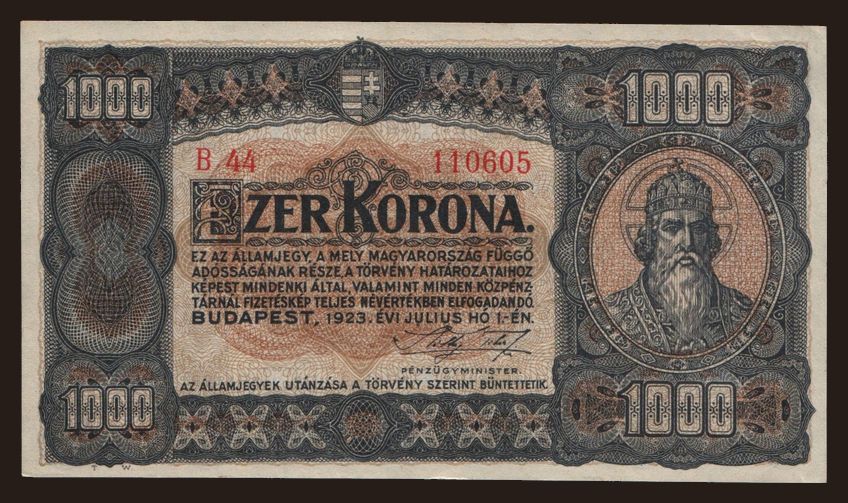 1000
1000
B. 44 110605
EZER KORONA.
EZ AZ ÁLLAMJEGY, A MELY MAGYARORSZÁG FÜGGŐ
ADÓSSÁGÁNAK RÉSZE, A TÖRVÉNY HATÁROZATAIHOZ
KÉPEST MINDENKI ÁLTAL, VALAMINT MINDEN KÖZPÉNZ-
TÁRNÁL FIZETÉSKÉP TELJES NÉVÉRTÉKBEN ELFOGADANDÓ.
BUDAPEST, 1923. ÉVI JULIUS HÓ 1.-ÉN.
PÉNZÜGYMINISTER.
AZ ÁLLAMJEGYEK UTÁNZÁSA A TÖRVÉNY SZERINT BÜNTETTETIK.
1000
1000
T W